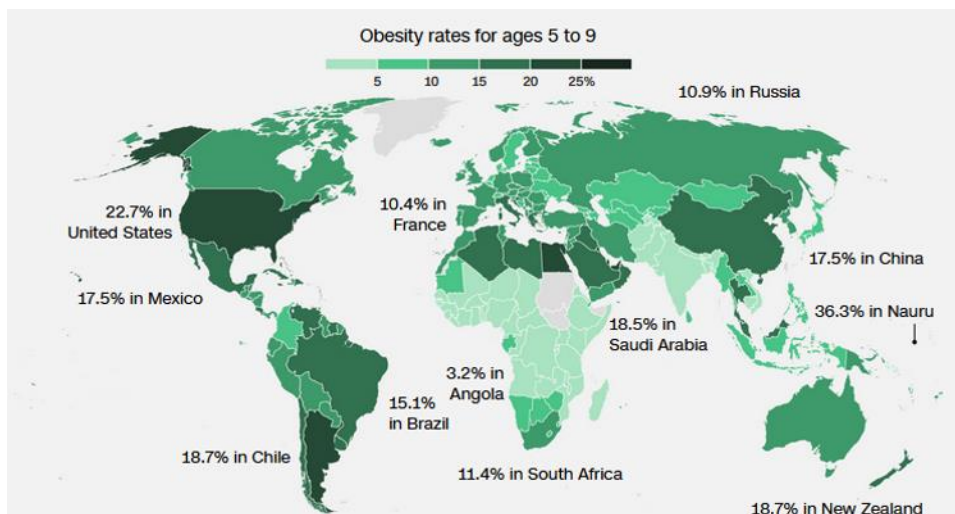 Obesity rates for ages 5 to 9
5 10 15 20 25%
10.9% in Russia
22.7% in
United States
10.4% in
France
17.5% in China
17.5% in Mexico
36.3% in Nauru
18.5% in
Saudi Arabia
3.2% in
Angola
15.1%
in Brazil
18.7% in Chile
11.4% in South Africa
18.7% in New Zealand